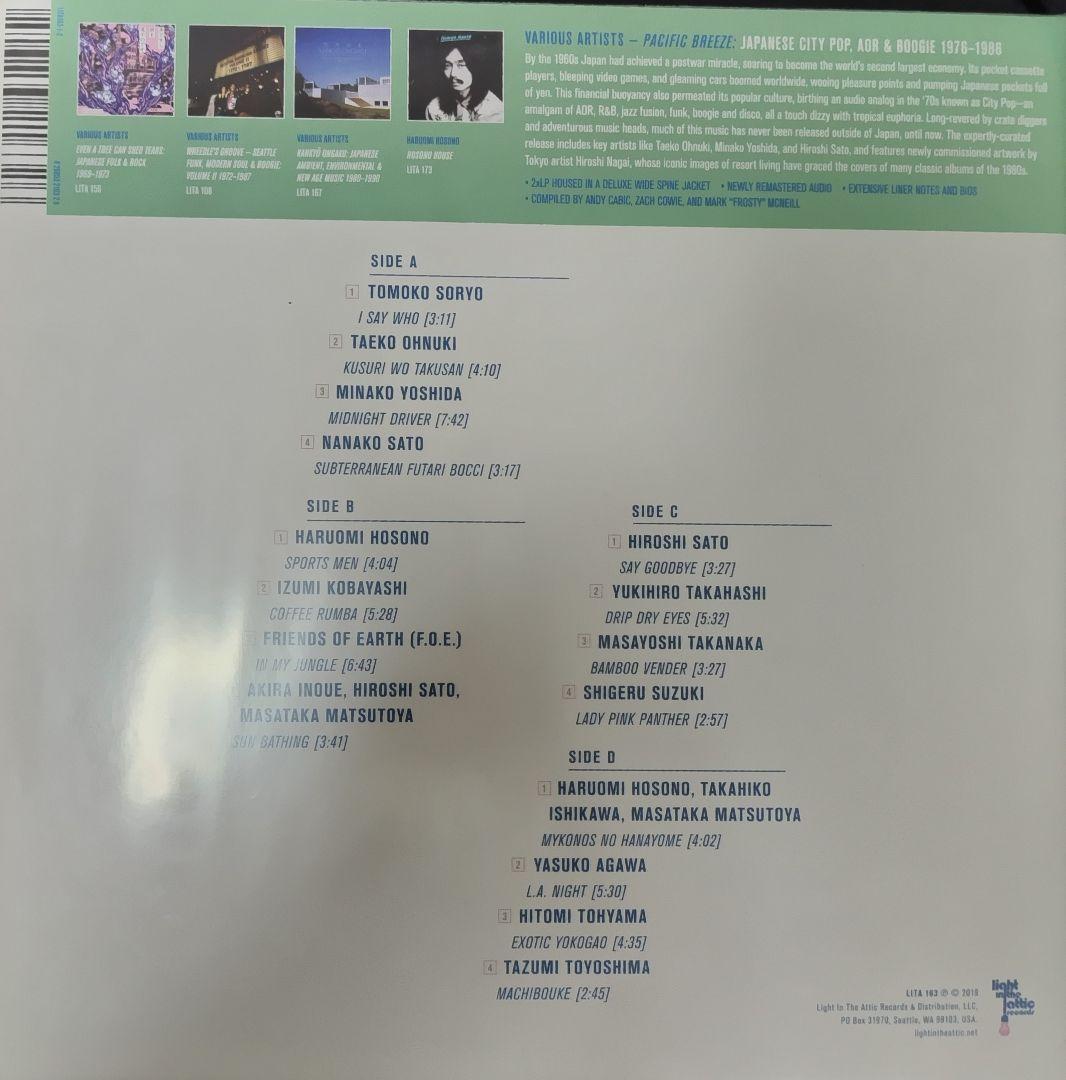 VARIOUS ARTISTS
EVEN A TREE CAN SHED TEARS:
JAPANESE FOLK & ROCK
1969–1973
LITA 150
VARIOUS ARTISTS
WHEEDLE'S GROOVE – SEATTLE
FUNK, MODERN SOUL & BOOGIE:
VOLUME II 1972–1987
LITA 108
VARIOUS ARTISTS
KANKYŌ ONGAKU: JAPANESE
AMBIENT, ENVIRONMENTAL &
NEW AGE MUSIC 1980–1990
LITA 167
HARUOMI HOSONO
HOSONO HOUSE
LITA 173
VARIOUS ARTISTS – PACIFIC BREEZE: JAPANESE CITY POP, AOR & BOOGIE 1976–1986
By the 1960s Japan had achieved a postwar miracle, soaring to become the world's second largest economy. Its pocket cassette
players, bleeping video games, and gleaming cars boomed worldwide, wooing pleasure points and pumping Japanese pockets full
of yen. This financial buoyancy also permeated its popular culture, birthing an audio analog in the '70s known as City Pop—an
amalgam of AOR, R&B, jazz fusion, funk, boogie and disco, all a touch dizzy with tropical euphoria. Long-revered by crate diggers
and adventurous music heads, much of this music has never been released outside of Japan, until now. The expertly-curated
release includes key artists like Taeko Ohnuki, Minako Yoshida, and Hiroshi Sato, and features newly commissioned artwork by
Tokyo artist Hiroshi Nagai, whose iconic images of resort living have graced the covers of many classic albums of the 1980s.
• 2xLP HOUSED IN A DELUXE WIDE SPINE JACKET • NEWLY REMASTERED AUDIO • EXTENSIVE LINER NOTES AND BIOS
• COMPILED BY ANDY CABIC, ZACH COWIE, AND MARK "FROSTY" MCNEILL
SIDE A
1 TOMOKO SORYO
I SAY WHO [3:11]
2 TAEKO OHNUKI
KUSURI WO TAKUSAN [4:10]
3 MINAKO YOSHIDA
MIDNIGHT DRIVER [7:42]
4 NANAKO SATO
SUBTERRANEAN FUTARI BOCCI [3:17]
SIDE B
1 HARUOMI HOSONO
SPORTS MEN [4:04]
2 IZUMI KOBAYASHI
COFFEE RUMBA [5:28]
FRIENDS OF EARTH (F.O.E.)
IN MY JUNGLE [6:43]
AKIRA INOUE, HIROSHI SATO,
MASATAKA MATSUTOYA
SUN BATHING [3:41]
SIDE C
1 HIROSHI SATO
SAY GOODBYE [3:27]
2 YUKIHIRO TAKAHASHI
DRIP DRY EYES [5:32]
3 MASAYOSHI TAKANAKA
BAMBOO VENDER [3:27]
4 SHIGERU SUZUKI
LADY PINK PANTHER [2:57]
SIDE D
1 HARUOMI HOSONO, TAKAHIKO
ISHIKAWA, MASATAKA MATSUTOYA
MYKONOS NO HANAYOME [4:02]
2 YASUKO AGAWA
L.A. NIGHT [5:30]
3 HITOMI TOHYAMA
EXOTIC YOKOGAO [4:35]
4 TAZUMI TOYOSHIMA
MACHIBOUKE [2:45]
LITA 163 ℗ © 2019
Light In The Attic Records & Distribution, LLC,
PO Box 31970, Seattle, WA 98103, USA.
lightintheattic.net
light
in the
attic
records